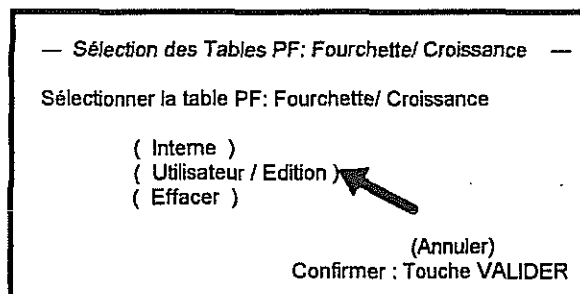 — Sélection des Tables PF: Fourchette/ Croissance —
Sélectionner la table PF: Fourchette/ Croissance
( Interne )
( Utilisateur / Edition )
( Effacer )
(Annuler)
Confirmer : Touche VALIDER